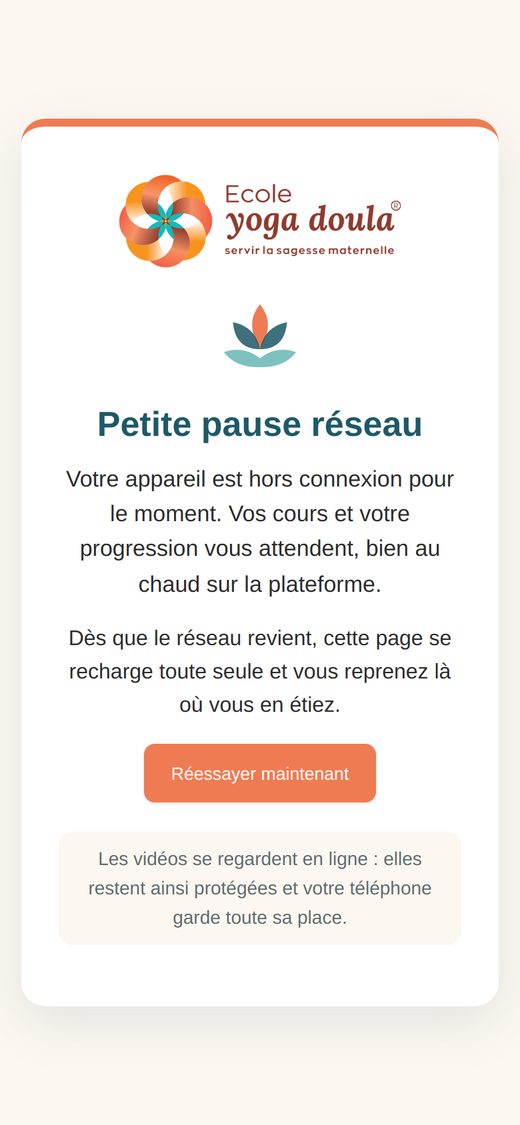 Ecole
yoga doula®
servir la sagesse maternelle
Petite pause réseau
Votre appareil est hors connexion pour
le moment. Vos cours et votre
progression vous attendent, bien au
chaud sur la plateforme.
Dès que le réseau revient, cette page se
recharge toute seule et vous reprenez là
où vous en étiez.
Réessayer maintenant
Les vidéos se regardent en ligne : elles
restent ainsi protégées et votre téléphone
garde toute sa place.